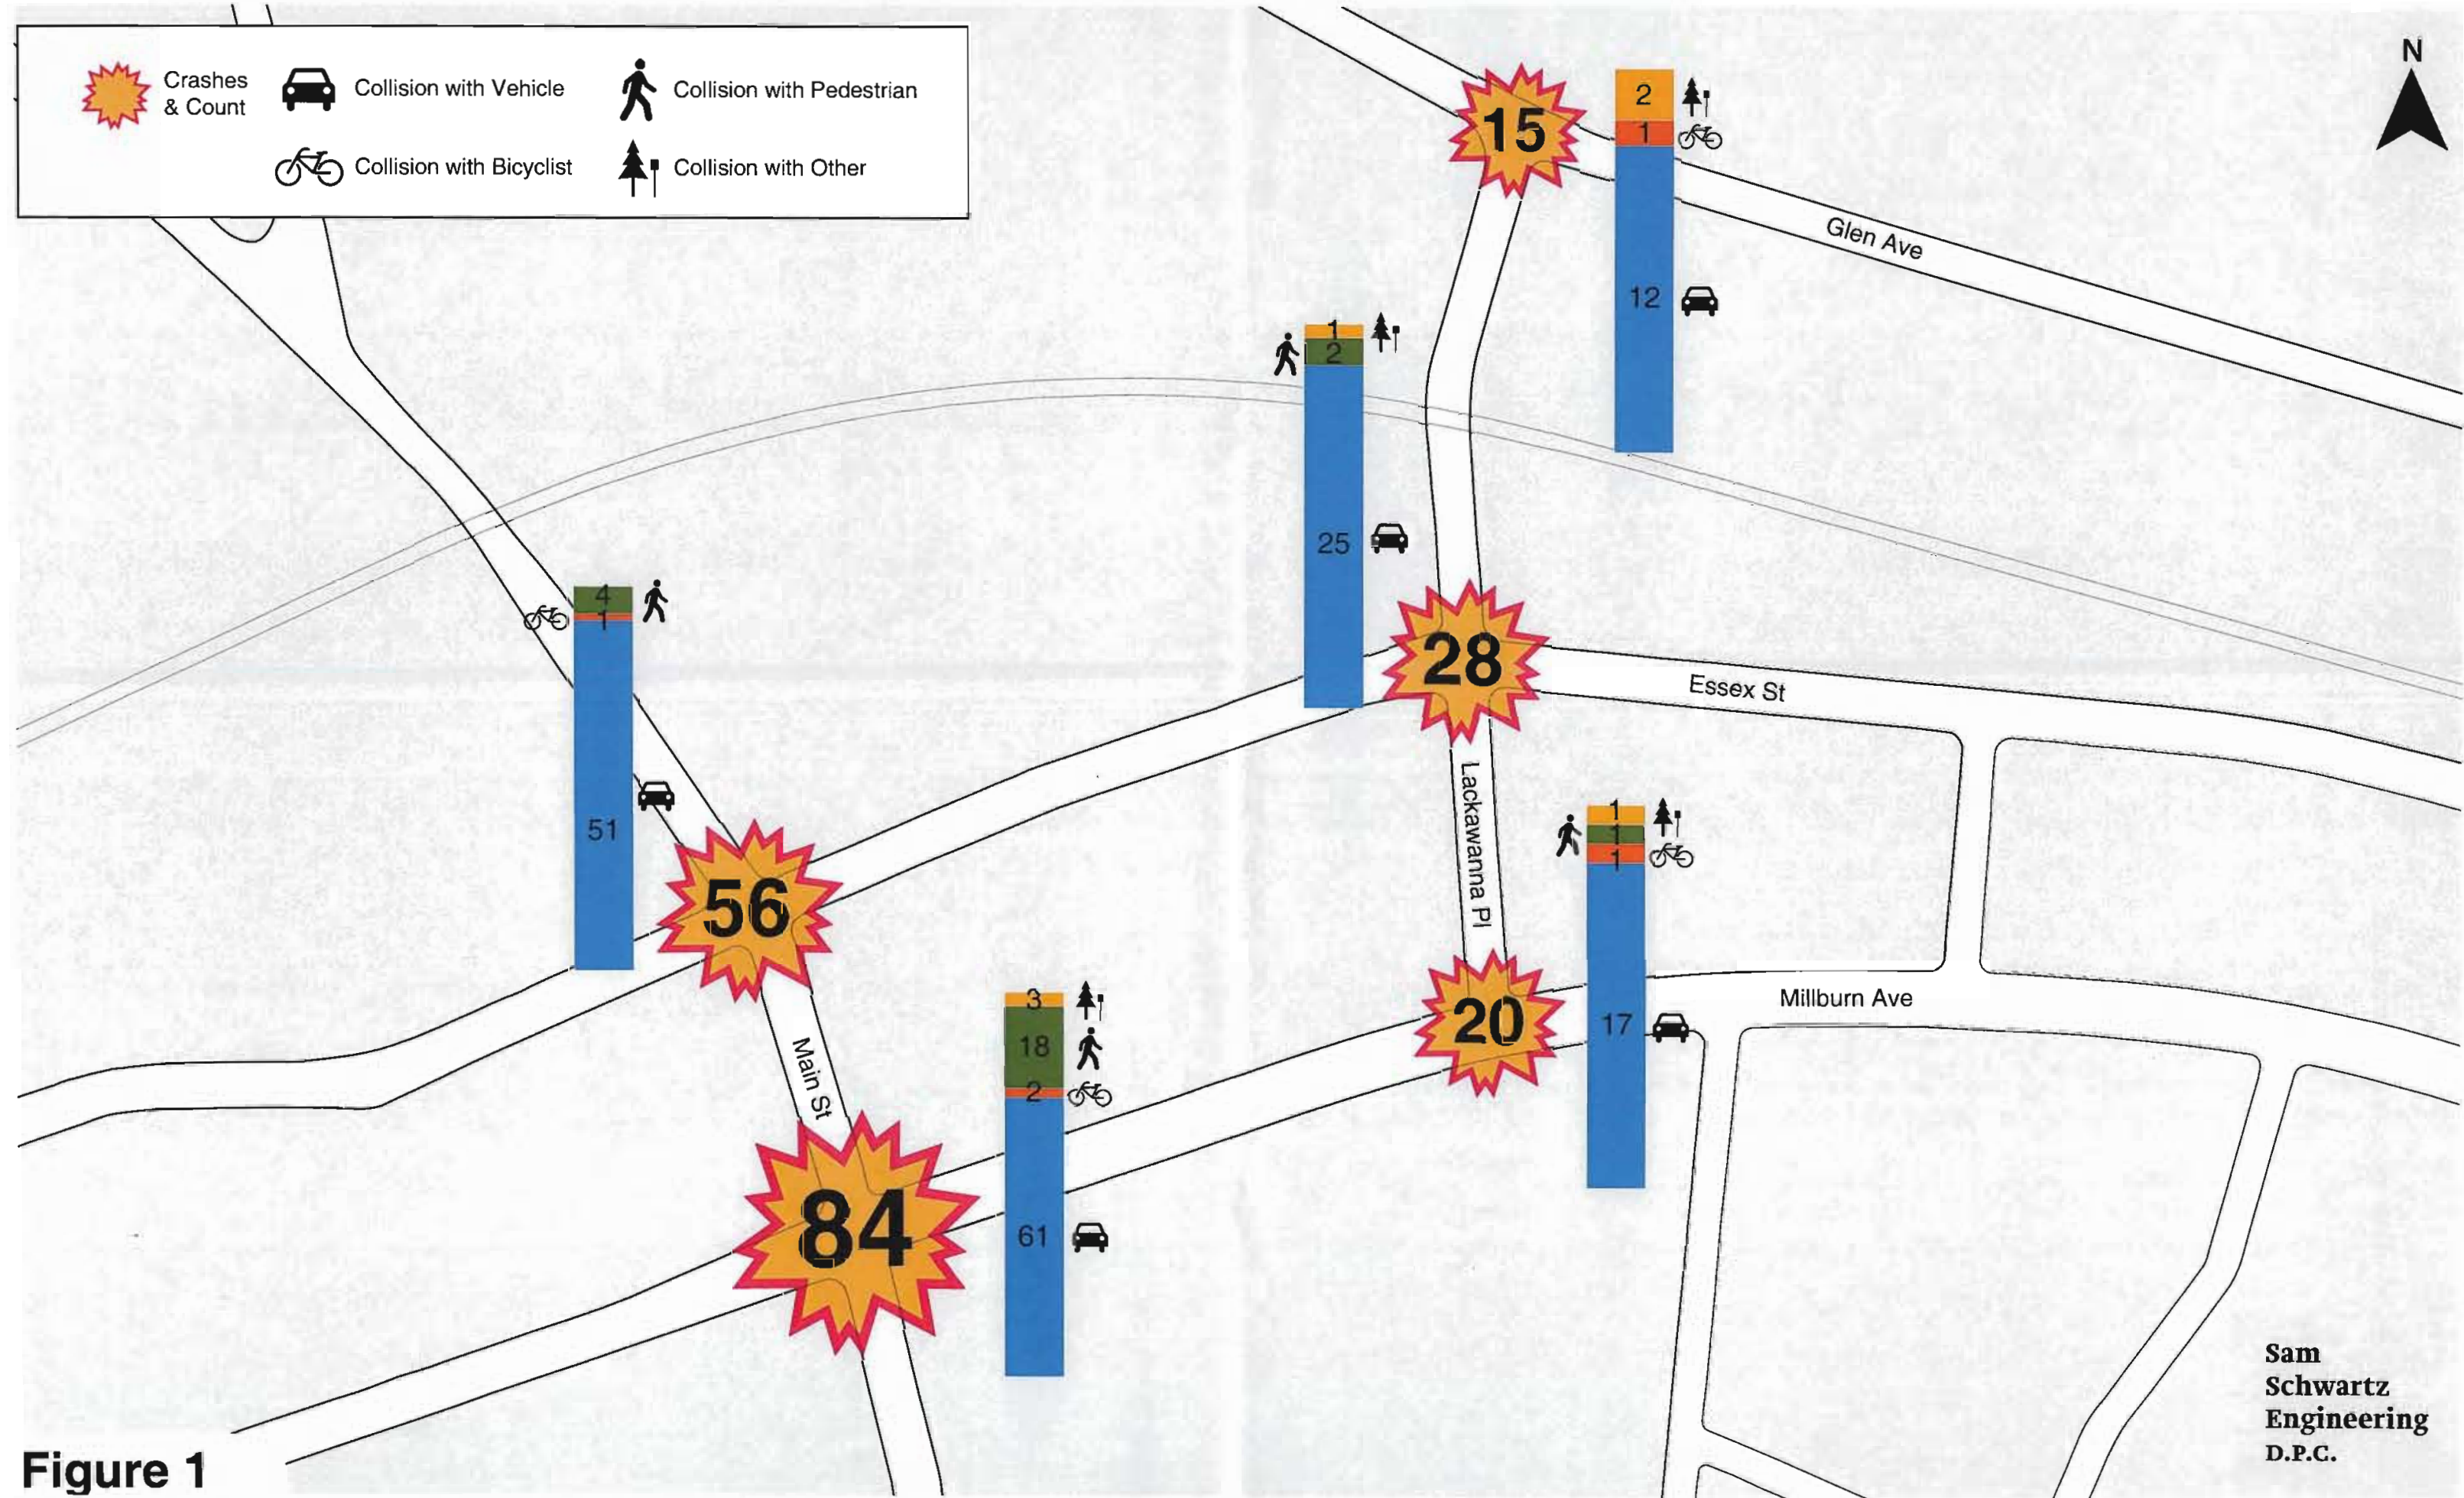 Crashes
& Count
Collision with Vehicle
Collision with Pedestrian
Collision with Bicyclist
Collision with Other
N
15
2
1
12
Glen Ave
1
2
25
28
Essex St
4
1
51
56
Lackawanna Pl
1
1
1
17
20
Millburn Ave
Main St
3
18
2
61
84
Sam
Schwartz
Engineering
D.P.C.
Figure 1